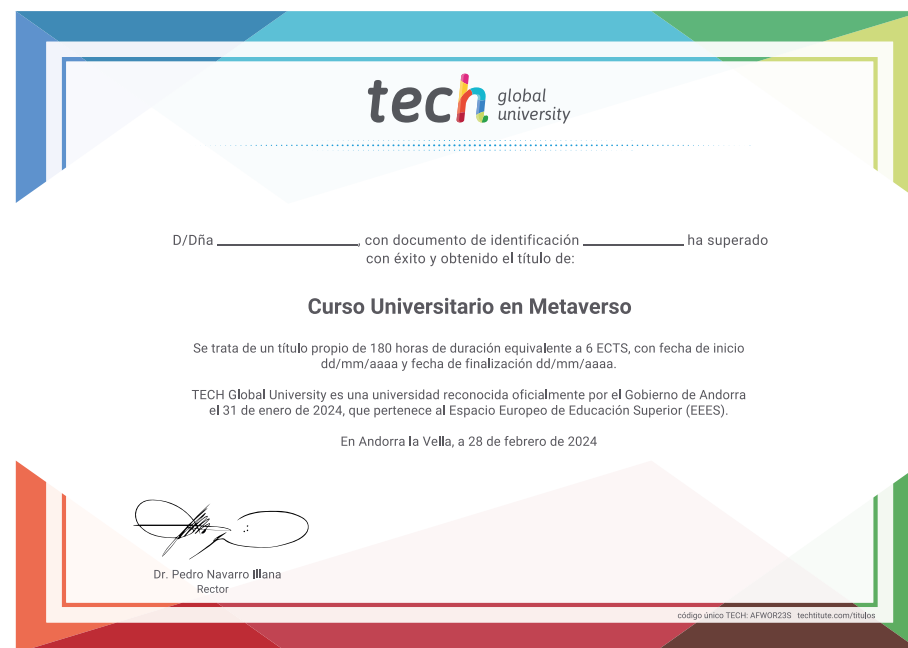 tech global university
D/Dña ____________________, con documento de identificación ______________ ha superado
con éxito y obtenido el título de:
Curso Universitario en Metaverso
Se trata de un título propio de 180 horas de duración equivalente a 6 ECTS, con fecha de inicio
dd/mm/aaaa y fecha de finalización dd/mm/aaaa.
TECH Global University es una universidad reconocida oficialmente por el Gobierno de Andorra
el 31 de enero de 2024, que pertenece al Espacio Europeo de Educación Superior (EEES).
En Andorra la Vella, a 28 de febrero de 2024
Dr. Pedro Navarro Illana
Rector
código único TECH: AFWOR23S techtitute.com/titulos